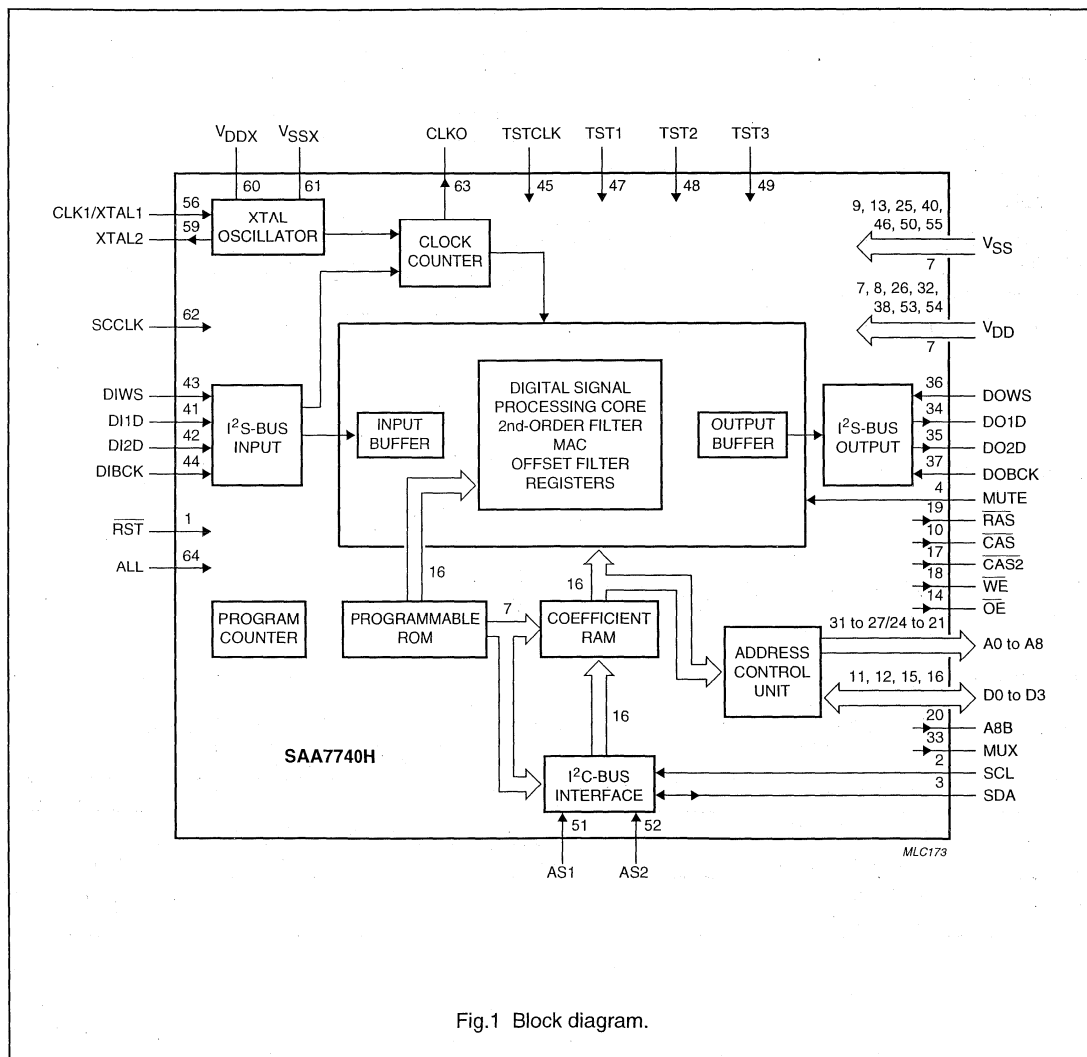 VDDX
VSSX
CLKO
TSTCLK
TST1
TST2
TST3
60
61
63
45
47
48
49
CLK1/XTAL1
56
XTAL2
59
XTAL
OSCILLATOR
CLOCK
COUNTER
9, 13, 25, 40,
46, 50, 55
VSS
7
7, 8, 26, 32,
38, 53, 54
VDD
7
SCCLK
62
DIWS
43
DI1D
41
DI2D
42
DIBCK
44
I2S-BUS
INPUT
INPUT
BUFFER
DIGITAL SIGNAL
PROCESSING CORE
2nd-ORDER FILTER
MAC
OFFSET FILTER
REGISTERS
OUTPUT
BUFFER
I2S-BUS
OUTPUT
36
DOWS
34
DO1D
35
DO2D
37
DOBCK
4
MUTE
19
RAS
10
CAS
17
CAS2
18
WE
14
OE
RST
1
ALL
64
16
16
PROGRAM
COUNTER
PROGRAMMABLE
ROM
7
COEFFICIENT
RAM
ADDRESS
CONTROL
UNIT
31 to 27/24 to 21
A0 to A8
11, 12, 15, 16
D0 to D3
20
A8B
33
MUX
2
SCL
3
SDA
16
SAA7740H
I2C-BUS
INTERFACE
51
52
AS1
AS2
MLC173
Fig.1 Block diagram.